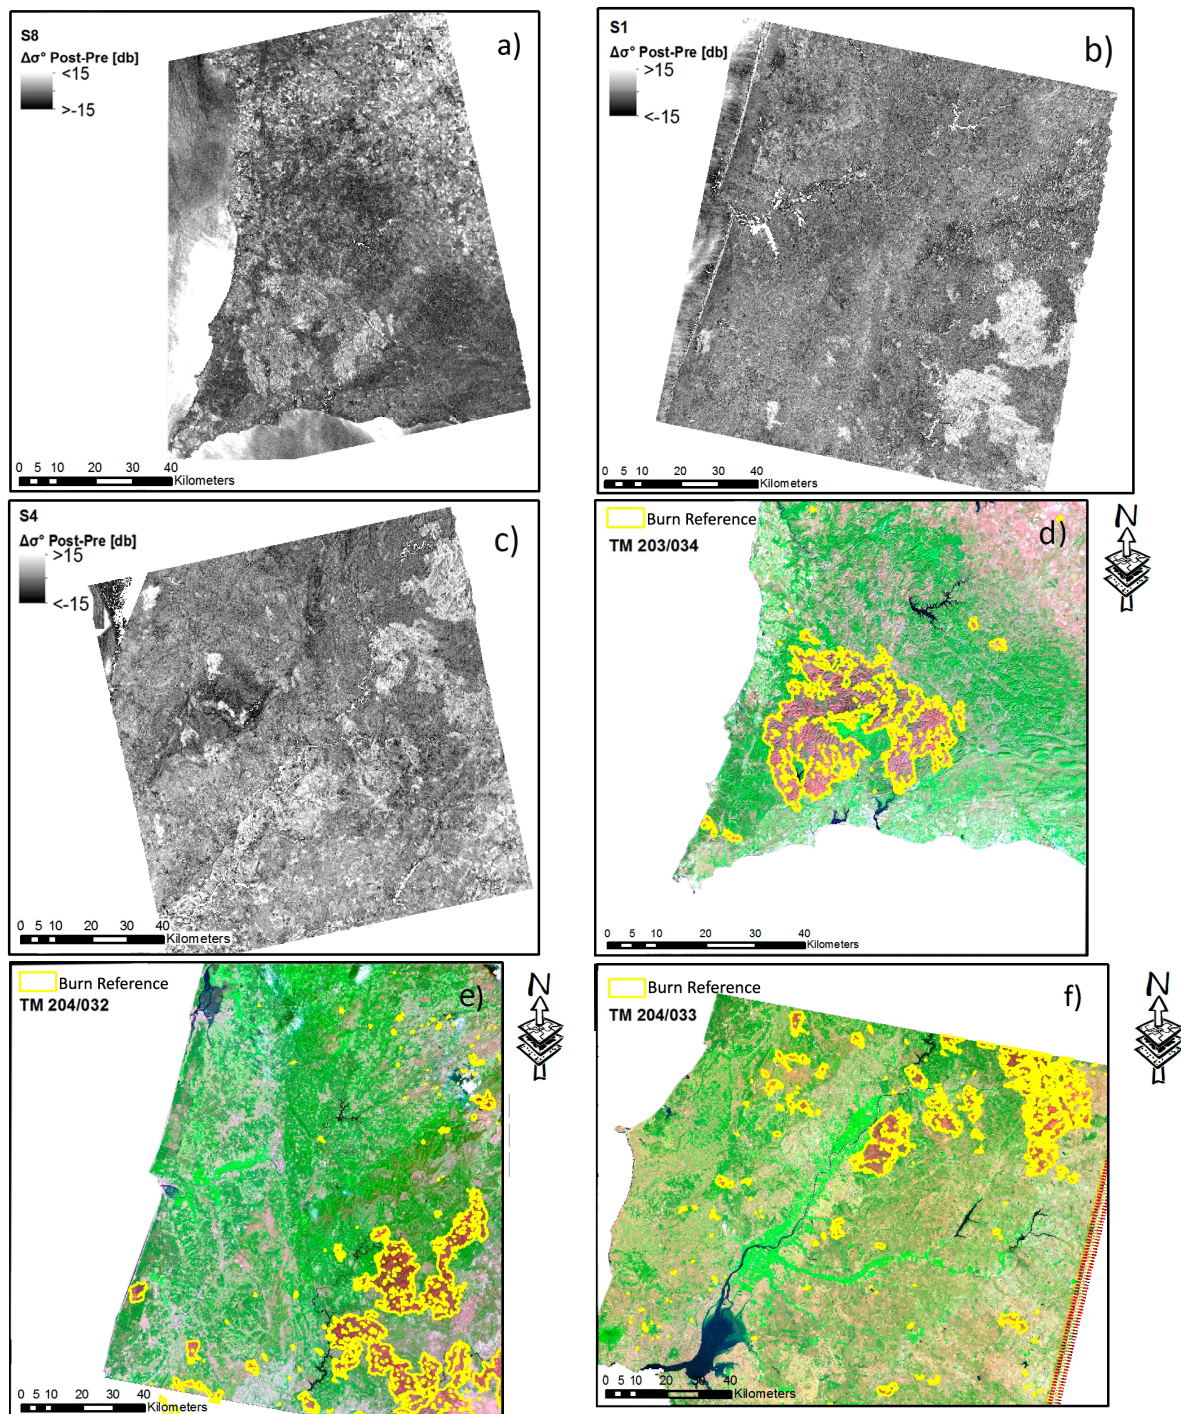 S8
Δσ° Post-Pre [db]
<15
>-15
a)
0 5 10 20 30 40
Kilometers
S1
Δσ° Post-Pre [db]
>15
<-15
b)
0 5 10 20 30 40
Kilometers
S4
Δσ° Post-Pre [db]
>15
<-15
c)
0 5 10 20 30 40
Kilometers
Burn Reference
TM 203/034
d)
N
0 5 10 20 30 40
Kilometers
Burn Reference
TM 204/032
e)
N
0 5 10 20 30 40
Kilometers
Burn Reference
TM 204/033
f)
N
0 5 10 20 30 40
Kilometers